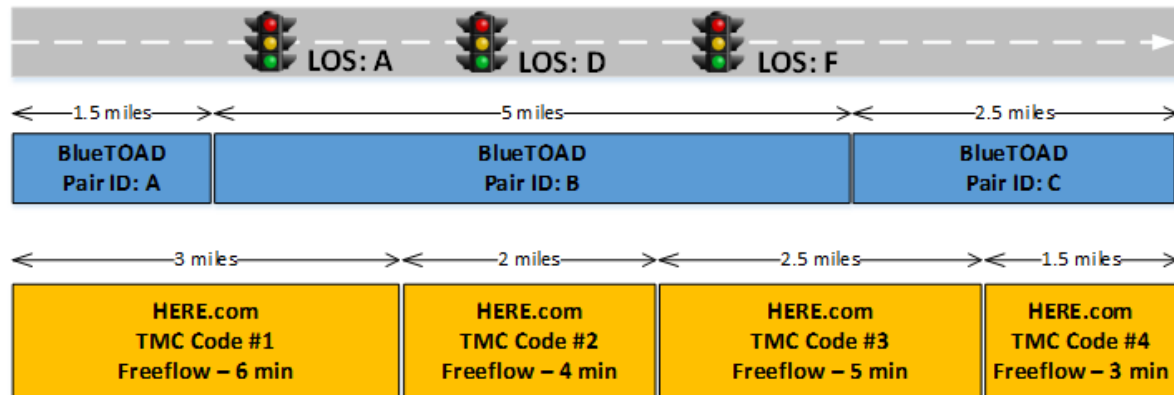 LOS: A
LOS: D
LOS: F
1.5 miles
5 miles
2.5 miles
BlueTOAD
Pair ID: A
BlueTOAD
Pair ID: B
BlueTOAD
Pair ID: C
3 miles
2 miles
2.5 miles
1.5 miles
HERE.com
TMC Code #1
Freeflow – 6 min
HERE.com
TMC Code #2
Freeflow – 4 min
HERE.com
TMC Code #3
Freeflow – 5 min
HERE.com
TMC Code #4
Freeflow – 3 min